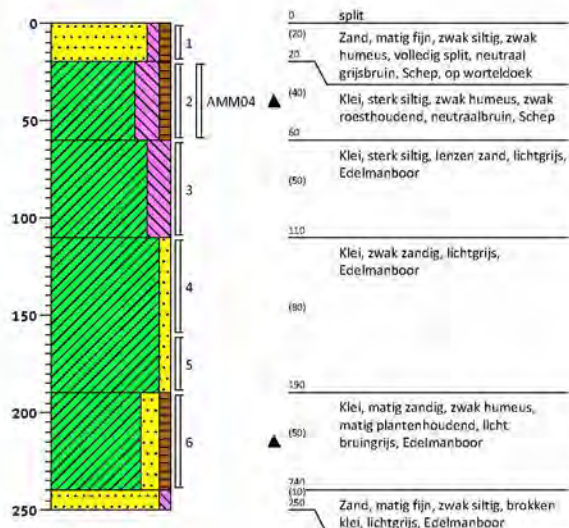 0
50
100
150
200
250
1
2
AMM04
3
4
5
6
0
split
(20)
Zand, matig fijn, zwak siltig, zwak
humeus, volledig split, neutraal
20
grijsbruin, Schep, op worteldoek
(40)
Klei, sterk siltig, zwak humeus, zwak
roesthoudend, neutraalbruin, Schep
60
Klei, sterk siltig, lenzen zand, lichtgrijs,
Edelmanboor
(50)
110
Klei, zwak zandig, lichtgrijs,
Edelmanboor
(80)
190
Klei, matig zandig, zwak humeus,
matig plantenhoudend, licht
(50)
bruingrijs, Edelmanboor
240
(10)
250
Zand, matig fijn, zwak siltig, brokken
klei, lichtgrijs, Edelmanboor